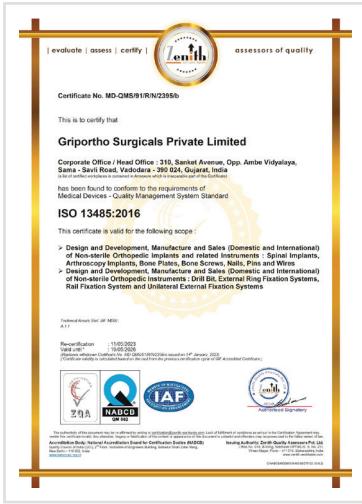 | evaluate | assess | certify |
Zenith
assessors of quality
Certificate No. MD-QMS/91/R/N/2395/b
This is to certify that
Griportho Surgicals Private Limited
Corporate Office / Head Office : 310, Sanket Avenue, Opp. Ambe Vidyalaya,
Sama - Savli Road, Vadodara - 390 024, Gujarat, India
has been found to conform to the requirements of
Medical Devices - Quality Management System Standard
ISO 13485:2016
This certificate is valid for the following scope :
➢ Design and Development, Manufacture and Sales (Domestic and International)
of Non-sterile Orthopedic Implants and related Instruments : Spinal Implants,
Arthroscopy Implants, Bone Plates, Bone Screws, Nails, Pins and Wires
➢ Design and Development, Manufacture and Sales (Domestic and International)
of Non-sterile Orthopedic Instruments : Drill Bit, External Ring Fixation Systems,
Rail Fixation System and Unilateral External Fixation Systems
Re-certification : 11/05/2023
Valid until * : 10/05/2026
ZQA
NABCB
QM 042
IAF
Authorised Signatory